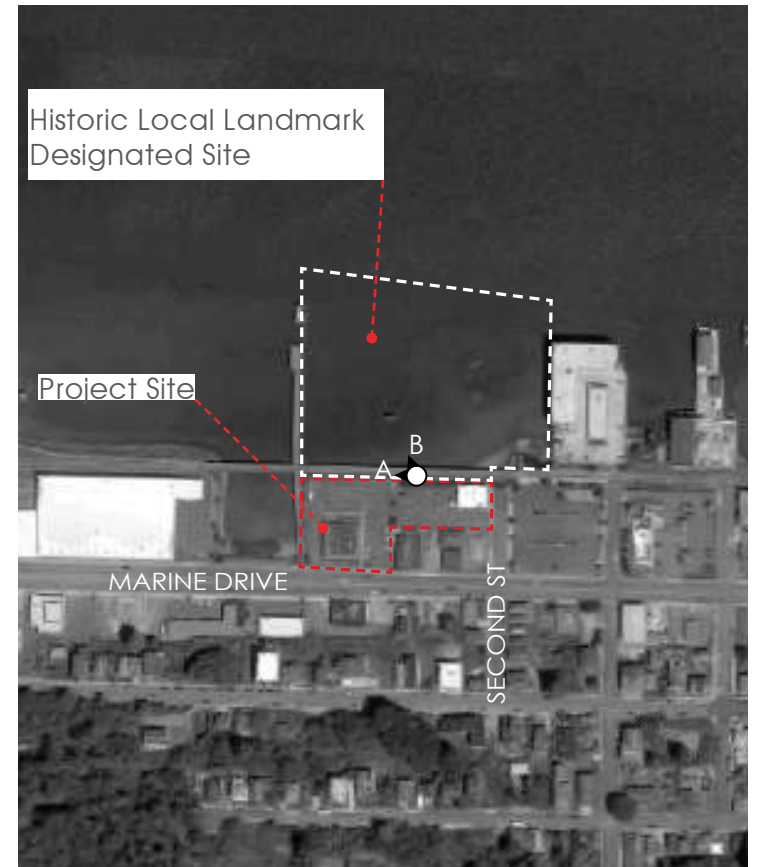 Historic Local Landmark
Designated Site
Project Site
B
A
MARINE DRIVE
SECOND ST